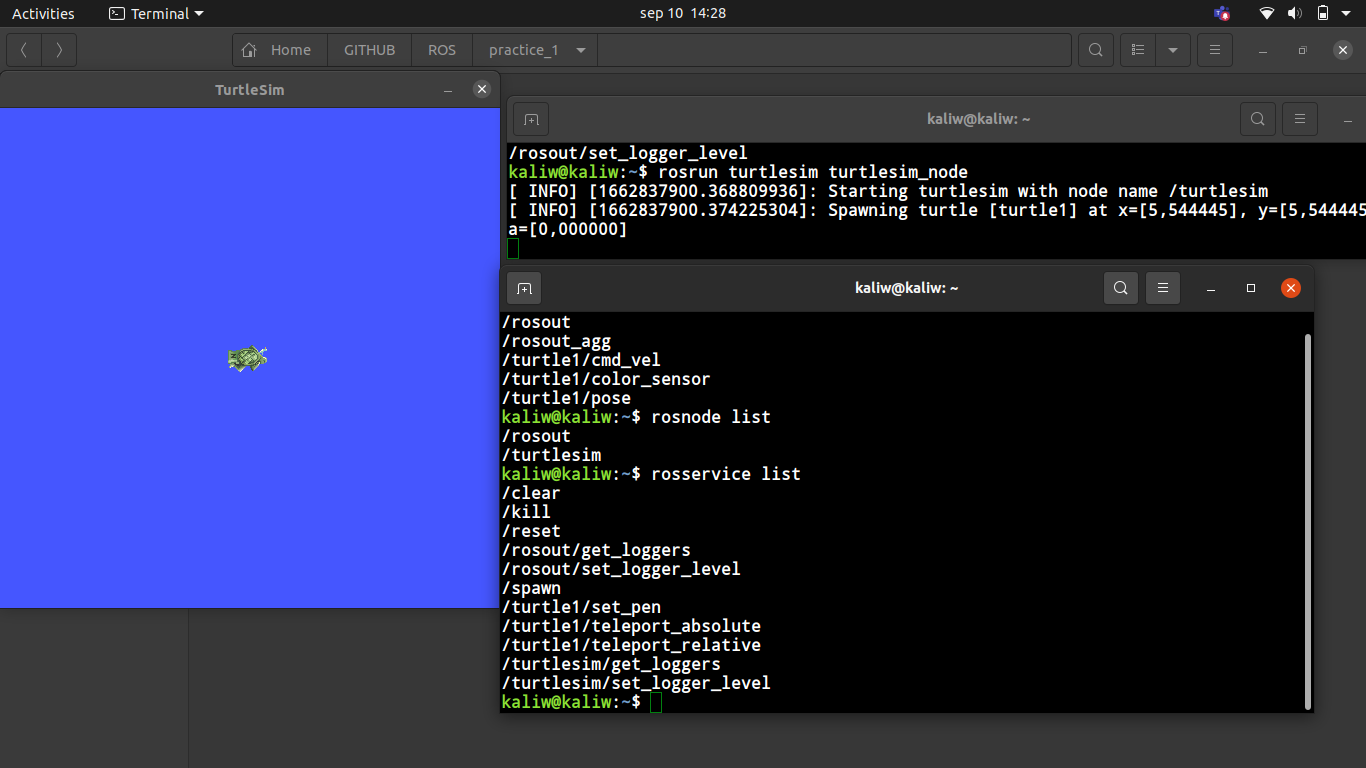 Activities Terminal sep 10 14:28
Home GITHUB ROS practice_1
TurtleSim
kaliw@kaliw: ~
/rosout/set_logger_level
kaliw@kaliw:~$ rosrun turtlesim turtlesim_node
[ INFO] [1662837900.368809936]: Starting turtlesim with node name /turtlesim
[ INFO] [1662837900.374225304]: Spawning turtle [turtle1] at x=[5,544445], y=[5,544445
a=[0,000000]
kaliw@kaliw: ~
/rosout
/rosout_agg
/turtle1/cmd_vel
/turtle1/color_sensor
/turtle1/pose
kaliw@kaliw:~$ rosnode list
/rosout
/turtlesim
kaliw@kaliw:~$ rosservice list
/clear
/kill
/reset
/rosout/get_loggers
/rosout/set_logger_level
/spawn
/turtle1/set_pen
/turtle1/teleport_absolute
/turtle1/teleport_relative
/turtlesim/get_loggers
/turtlesim/set_logger_level
kaliw@kaliw:~$